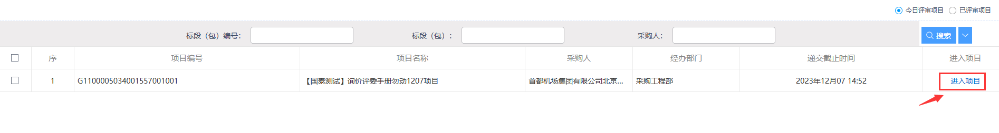 今日评审项目 已评审项目
标段（包）编号： 标段（包）： 采购人： 搜索
序 项目编号 项目名称 采购人 经办部门 递交截止时间 进入项目
1 G1100005034001557001001 【国泰测试】询价评委手册勿动1207项目 首都机场集团有限公司北京... 采购工程部 2023年12月07 14:52 进入项目